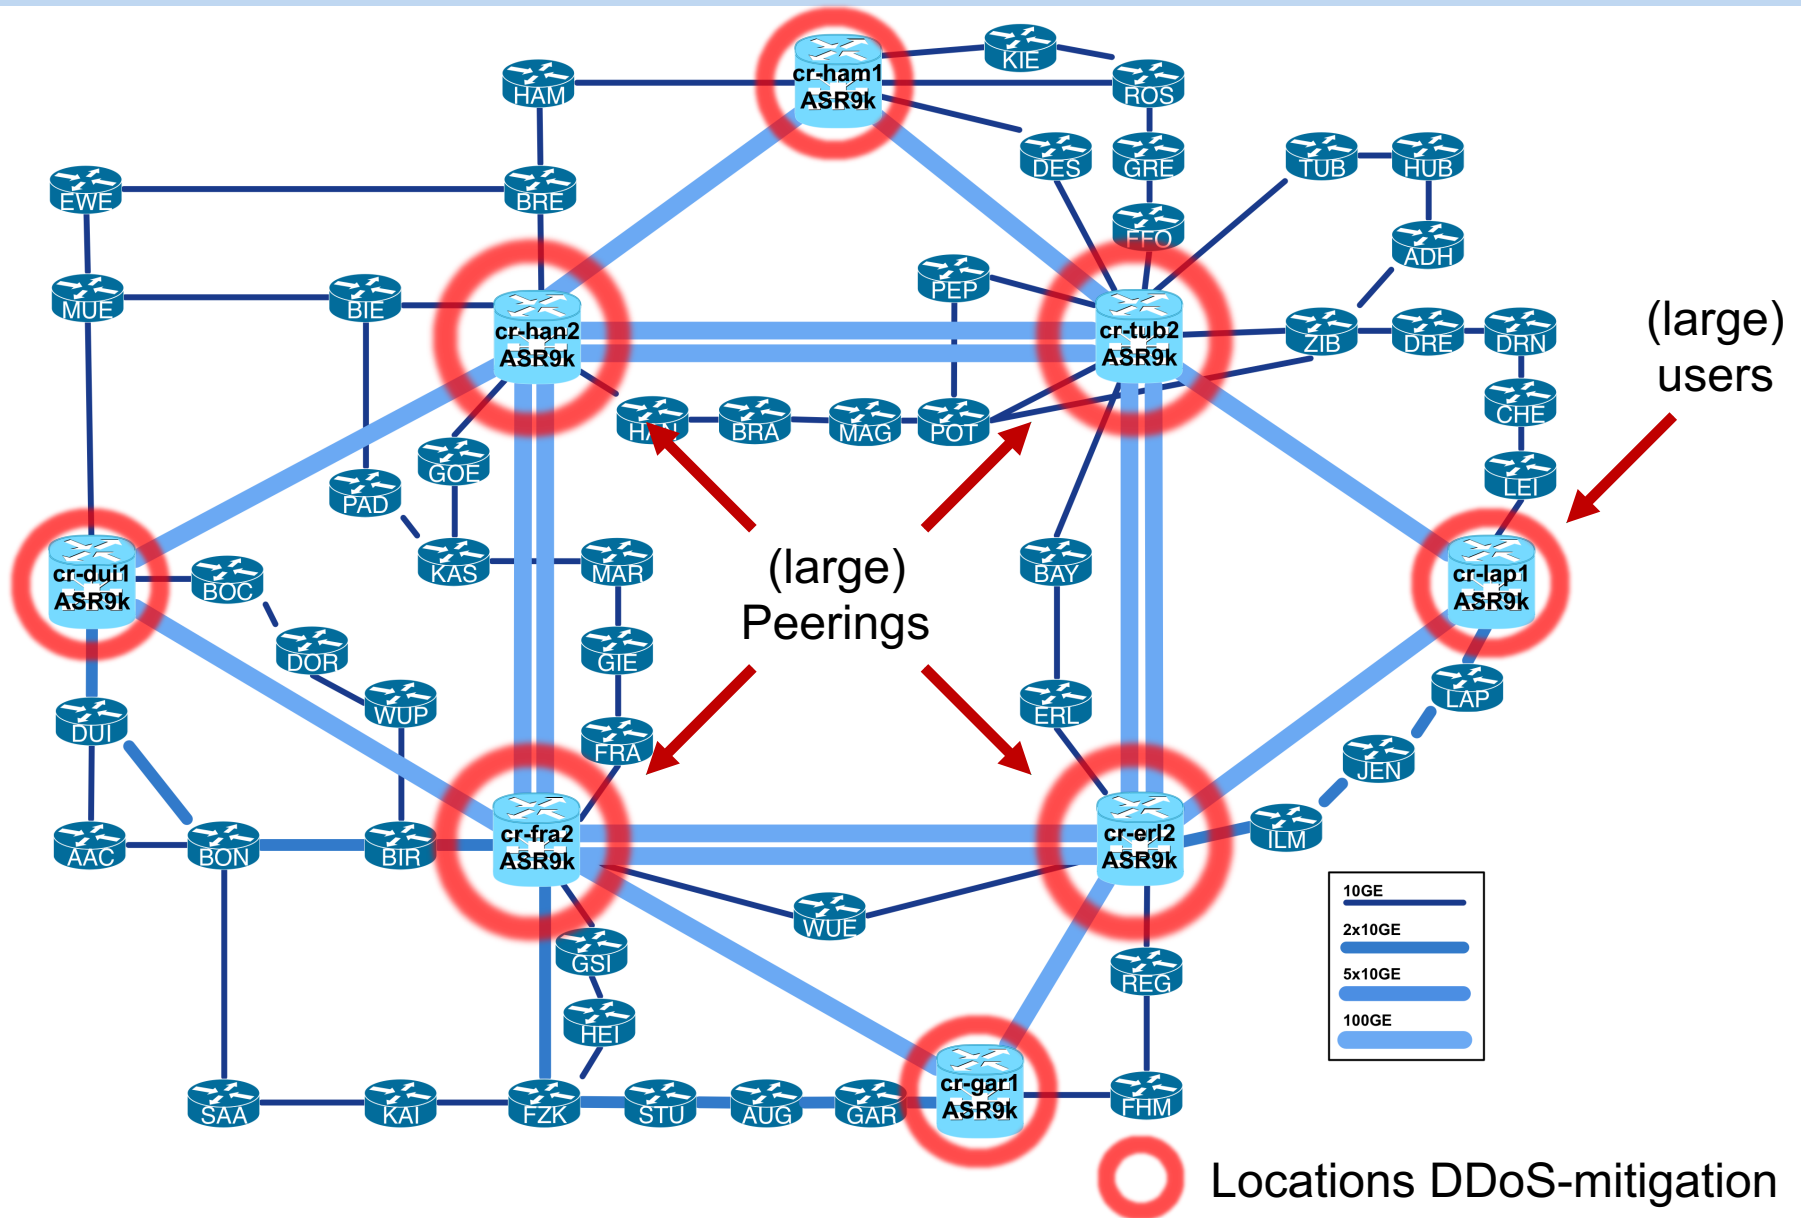 cr-ham1
ASR9k
KIE
HAM
ROS
DES
GRE
TUB
HUB
EWE
BRE
FFO
ADH
PEP
MUE
BIE
cr-han2
ASR9k
cr-tub2
ASR9k
ZIB
DRE
DRN
(large)
users
HAN
BRA
MAG
POT
CHE
GOE
PAD
LEI
KAS
MAR
(large)
Peerings
BAY
cr-dui1
ASR9k
BOC
cr-lap1
ASR9k
DOR
GIE
WUP
ERL
LAP
DUI
FRA
JEN
AAC
BON
BIR
cr-fra2
ASR9k
cr-erl2
ASR9k
ILM
WUE
10GE
2x10GE
5x10GE
100GE
GSI
REG
HEI
SAA
KAI
FZK
STU
AUG
GAR
cr-gar1
ASR9k
FHM
Locations DDoS-mitigation